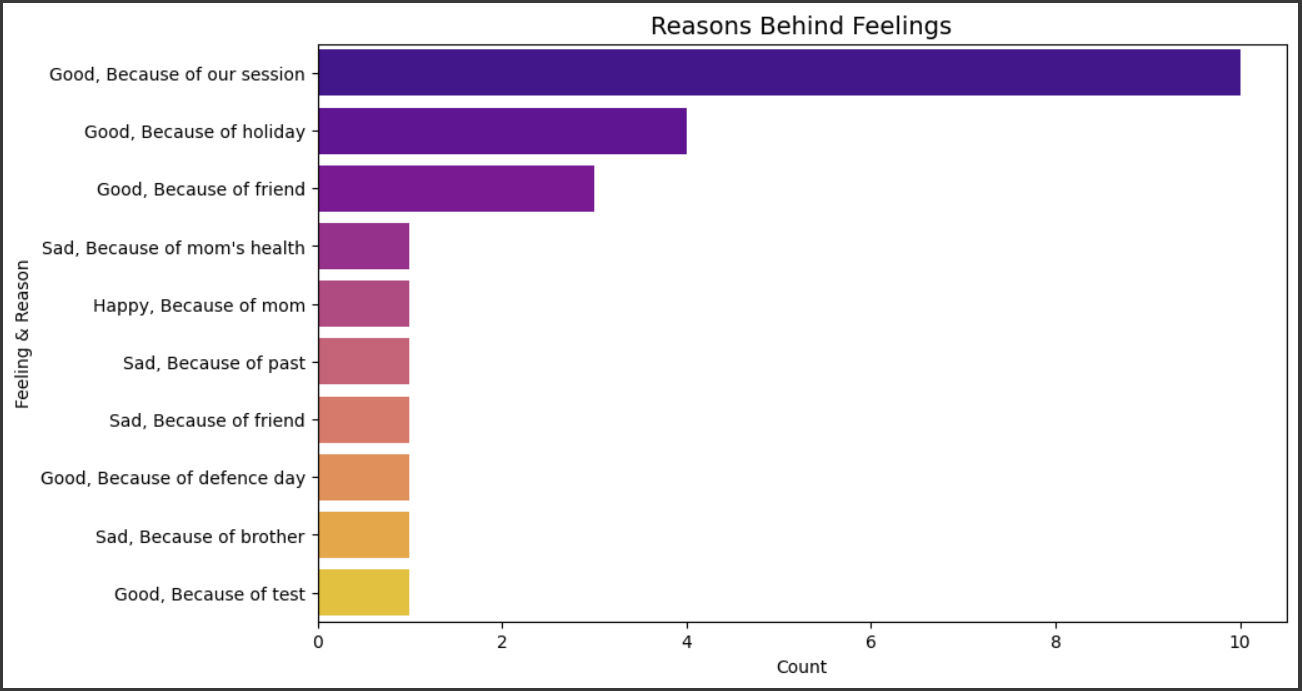 Reasons Behind Feelings
Good, Because of our session
Good, Because of holiday
Good, Because of friend
Sad, Because of mom's health
Happy, Because of mom
Sad, Because of past
Sad, Because of friend
Good, Because of defence day
Sad, Because of brother
Good, Because of test
Feeling & Reason
0 2 4 6 8 10
Count